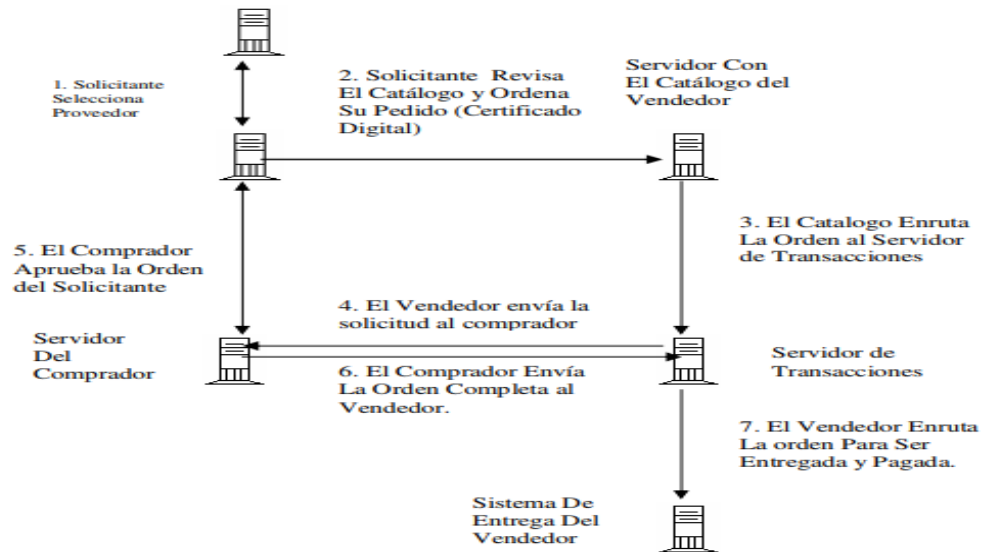 1. Solicitante
Selecciona
Proveedor
2. Solicitante Revisa
El Catálogo y Ordena
Su Pedido (Certificado
Digital)
Servidor Con
El Catálogo del
Vendedor
3. El Catalogo Enruta
La Orden al Servidor
de Transacciones
5. El Comprador
Aprueba la Orden
del Solicitante
4. El Vendedor envía la
solicitud al comprador
Servidor
Del
Comprador
6. El Comprador Envía
La Orden Completa al
Vendedor.
Servidor de
Transacciones
7. El Vendedor Enruta
La orden Para Ser
Entregada y Pagada.
Sistema De
Entrega Del
Vendedor